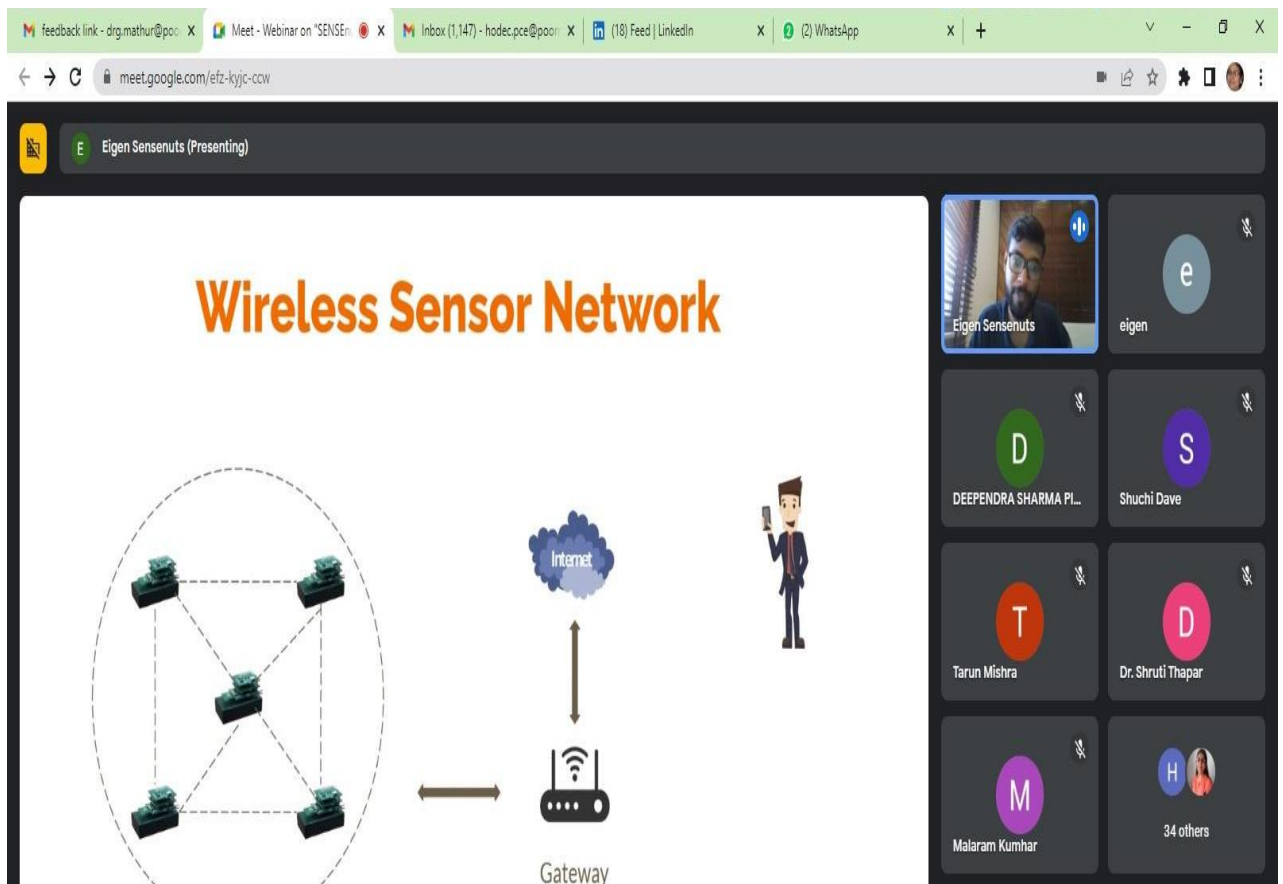 feedback link - drg.mathur@poo
Meet - Webinar on "SENSEn
Inbox (1,147) - hodec.pce@poor
(18) Feed | LinkedIn
(2) WhatsApp
meet.google.com/efz-kyjc-ccw
E
Eigen Sensenuts (Presenting)
Wireless Sensor Network
Internet
Gateway
Eigen Sensenuts
e
eigen
D
DEEPENDRA SHARMA PI...
S
Shuchi Dave
T
Tarun Mishra
D
Dr. Shruti Thapar
M
Malaram Kumhar
H
34 others